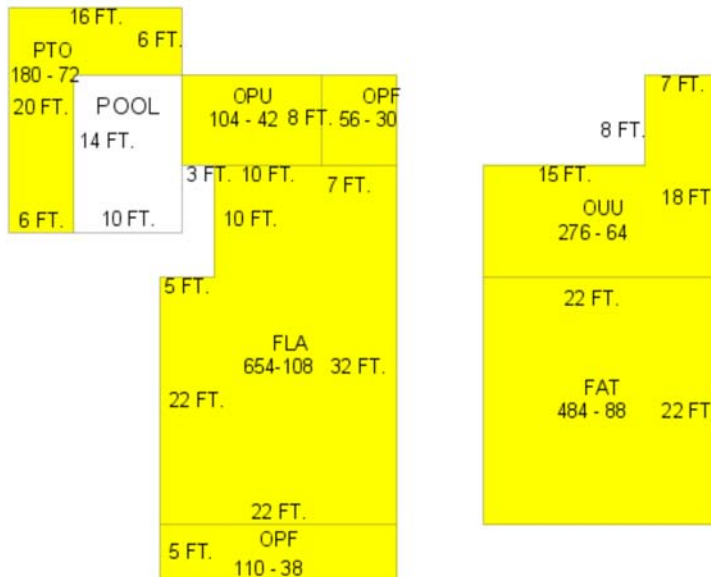 16 FT.
6 FT.
PTO
180 - 72
20 FT.
POOL
14 FT.
6 FT.
10 FT.
OPU
104 - 42
8 FT.
OPF
56 - 30
3 FT.
10 FT.
7 FT.
10 FT.
5 FT.
FLA
654-108
32 FT.
22 FT.
22 FT.
OPF
5 FT.
110 - 38
7 FT.
8 FT.
15 FT.
OUU
276 - 64
18 FT
22 FT.
FAT
484 - 88
22 FT